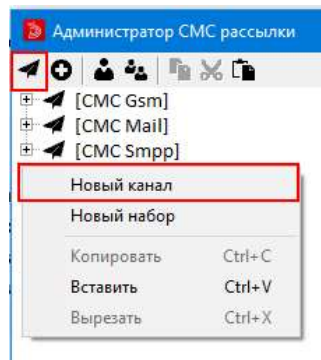 Администратор СМС рассылки
[СМС Gsm]
[СМС Mail]
[СМС Smpp]
Новый канал
Новый набор
Копировать Ctrl+C
Вставить Ctrl+V
Вырезать Ctrl+X